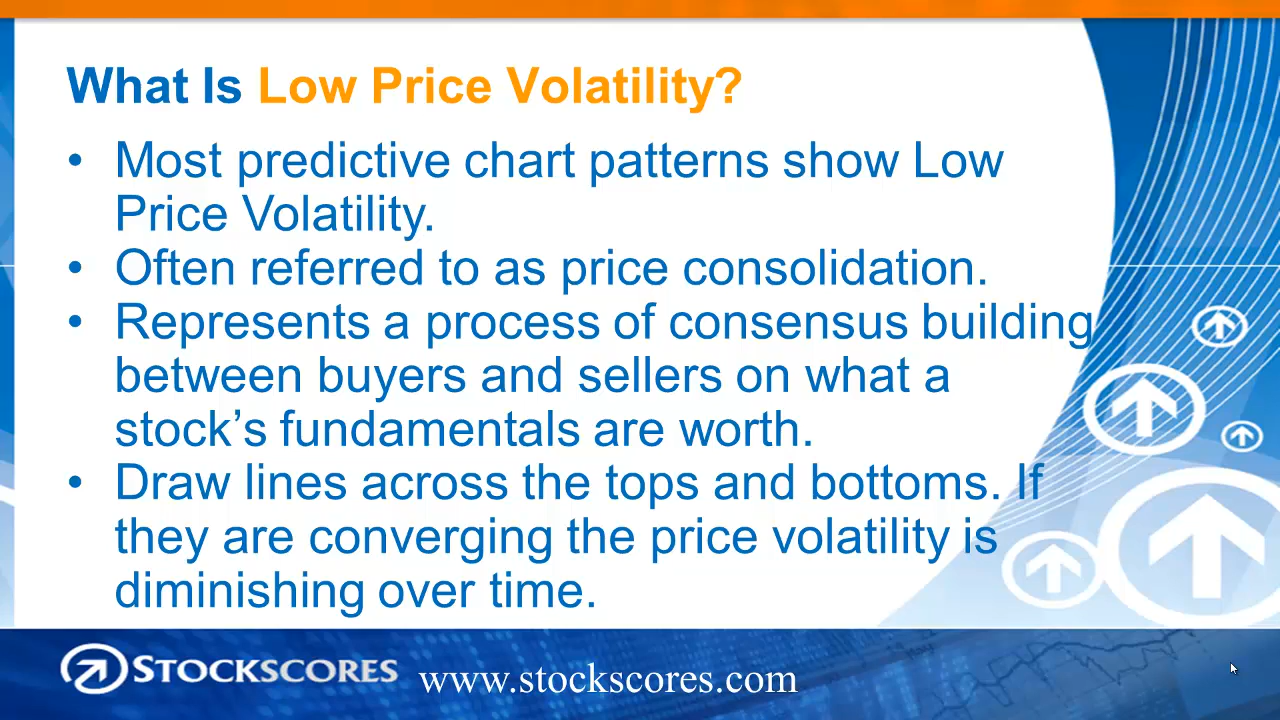 What Is Low Price Volatility?
• Most predictive chart patterns show Low
Price Volatility.
• Often referred to as price consolidation.
• Represents a process of consensus building
between buyers and sellers on what a
stock’s fundamentals are worth.
• Draw lines across the tops and bottoms. If
they are converging the price volatility is
diminishing over time.
STOCKSCORES
www.stockscores.com